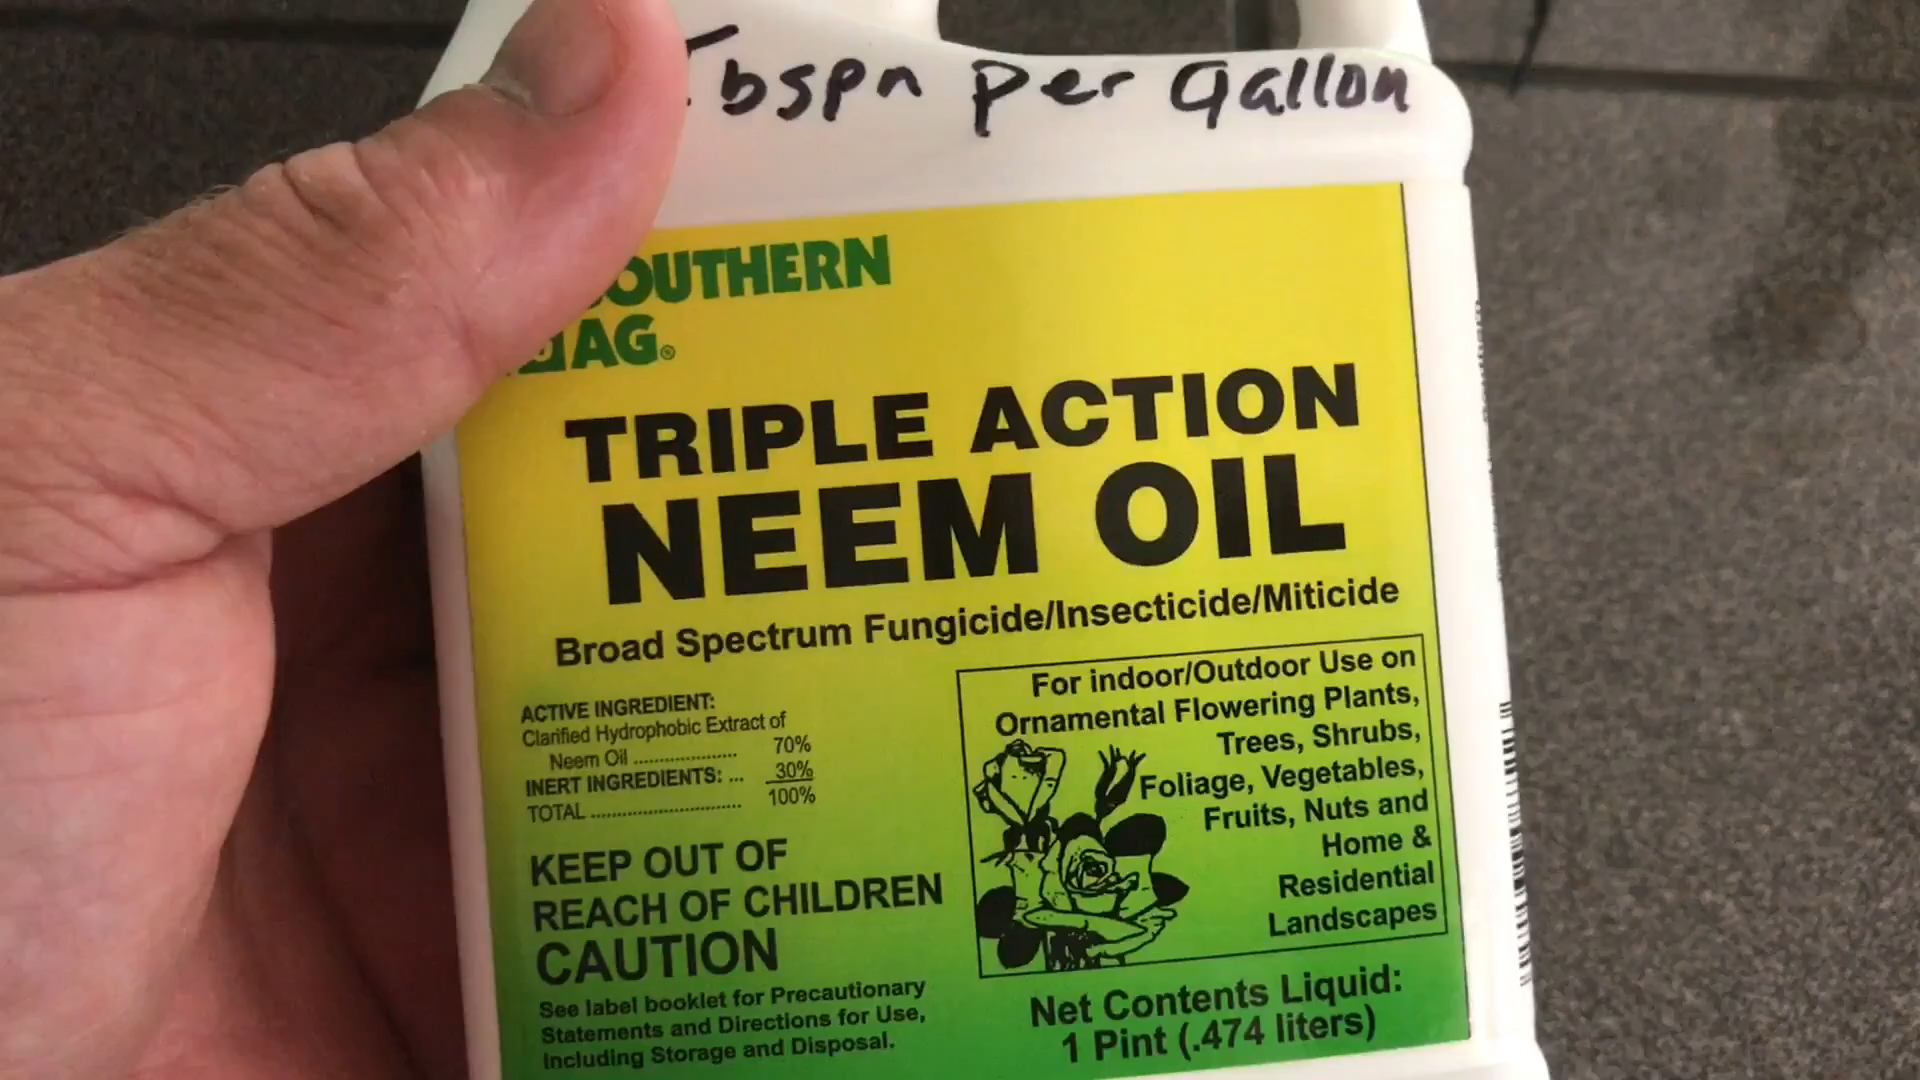 Tbspn per gallon
SOUTHERN
AG®
TRIPLE ACTION
NEEM OIL
Broad Spectrum Fungicide/Insecticide/Miticide
ACTIVE INGREDIENT:
Clarified Hydrophobic Extract of
Neem Oil .................. 70%
INERT INGREDIENTS: ... 30%
TOTAL ........................... 100%
KEEP OUT OF
REACH OF CHILDREN
CAUTION
See label booklet for Precautionary
Statements and Directions for Use,
Including Storage and Disposal.
For indoor/Outdoor Use on
Ornamental Flowering Plants,
Trees, Shrubs,
Foliage, Vegetables,
Fruits, Nuts and
Home &
Residential
Landscapes
Net Contents Liquid:
1 Pint (.474 liters)